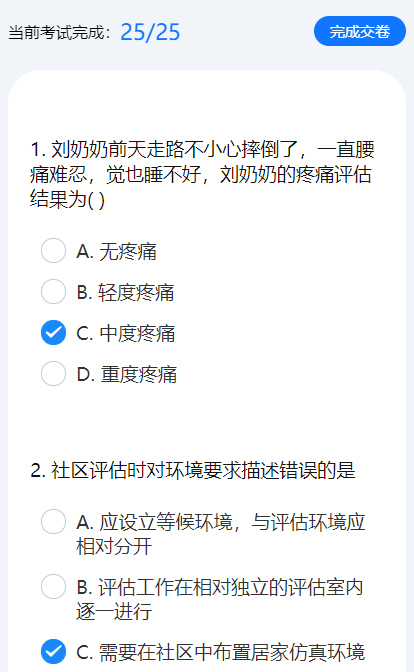 当前考试完成：25/25
完成交卷
1. 刘奶奶前天走路不小心摔倒了，一直腰
痛难忍，觉也睡不好，刘奶奶的疼痛评估
结果为( )
A. 无疼痛
B. 轻度疼痛
C. 中度疼痛
D. 重度疼痛
2. 社区评估时对环境要求描述错误的是
A. 应设立等候环境，与评估环境应
相对分开
B. 评估工作在相对独立的评估室内
逐一进行
C. 需要在社区中布置居家仿真环境